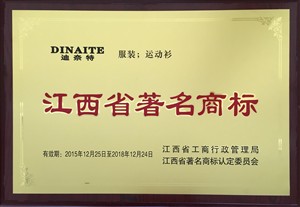 DINAITE 服装；运动衫
迪奈特
江西省著名商标
有效期：2015年12月25日至2018年12月24日
江西省工商行政管理局
江西省著名商标认定委员会